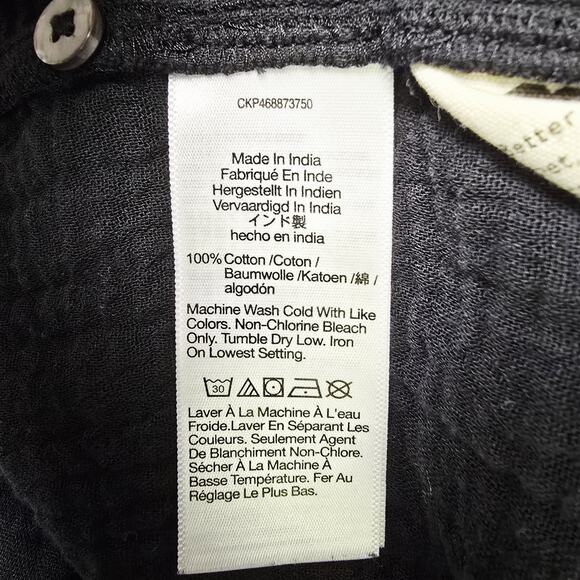 CKP468873750
Made In India
Fabriqué En Inde
Hergestellt In Indien
Vervaardigd In India
インド製
hecho en india
100% Cotton /Coton /
Baumwolle /Katoen /綿 /
algodón
Machine Wash Cold With Like
Colors. Non-Chlorine Bleach
Only. Tumble Dry Low. Iron
On Lowest Setting.
30
Laver À La Machine À L'eau
Froide.Laver En Séparant Les
Couleurs. Seulement Agent
De Blanchiment Non-Chlore.
Sécher À La Machine À
Basse Température. Fer Au
Réglage Le Plus Bas.